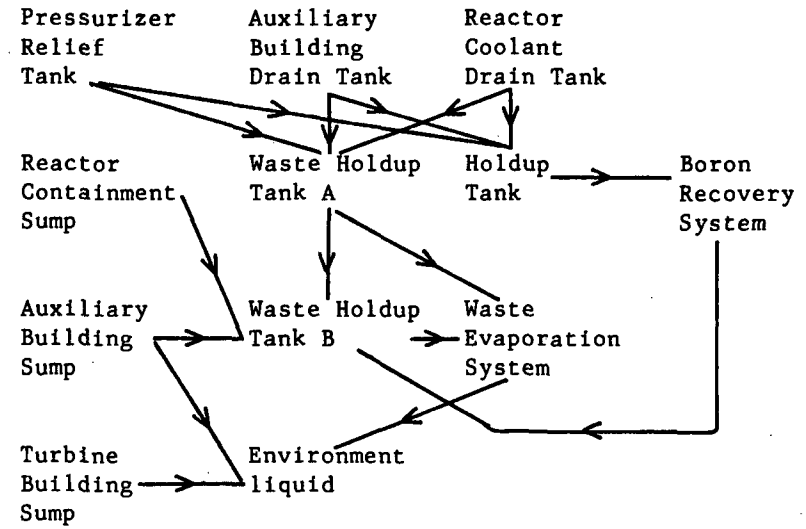 Pressurizer
Relief
Tank
Auxiliary
Building
Drain Tank
Reactor
Coolant
Drain Tank
Reactor
Containment
Sump
Waste Holdup
Tank A
Holdup
Tank
Boron
Recovery
System
Auxiliary
Building
Sump
Waste Holdup
Tank B
Waste
Evaporation
System
Turbine
Building
Sump
Environment
liquid